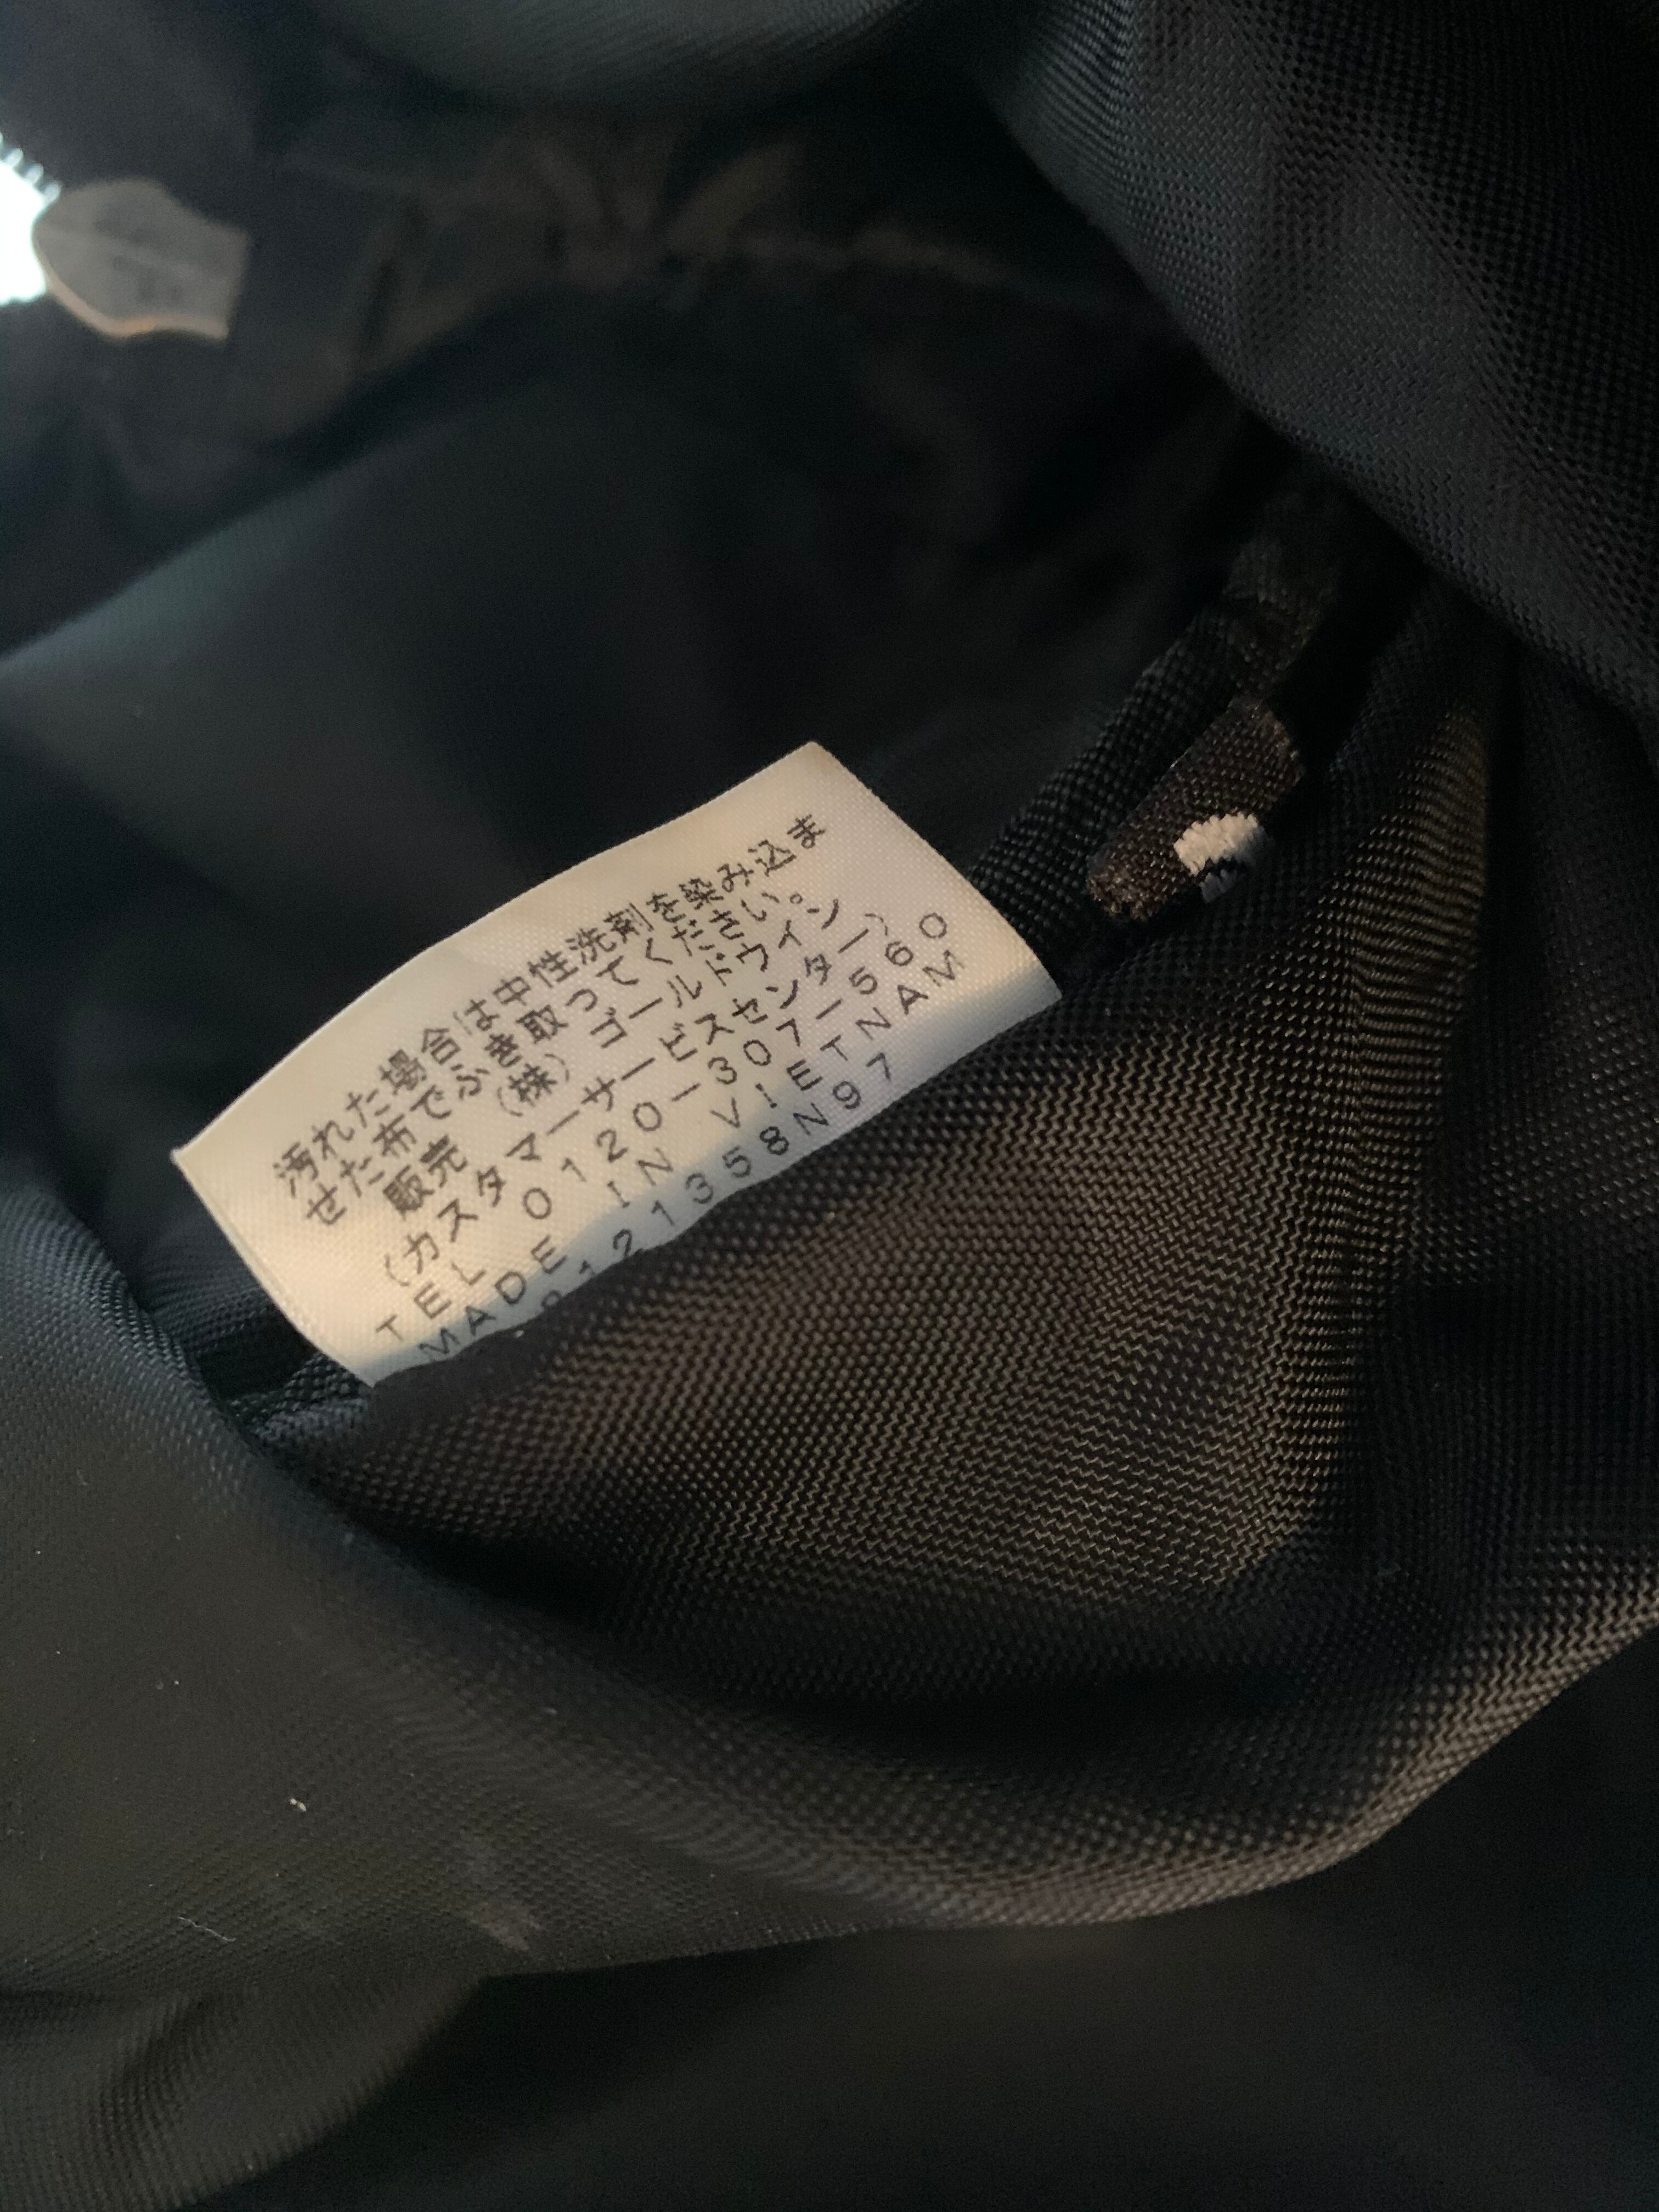 汚れた場合は中性洗剤を染み込ま
せた布でふき取ってください。
販売 (株) ゴールドウイン
(カスタマーサービスセンター)
TEL 0120-307-560
MADE IN VIETNAM